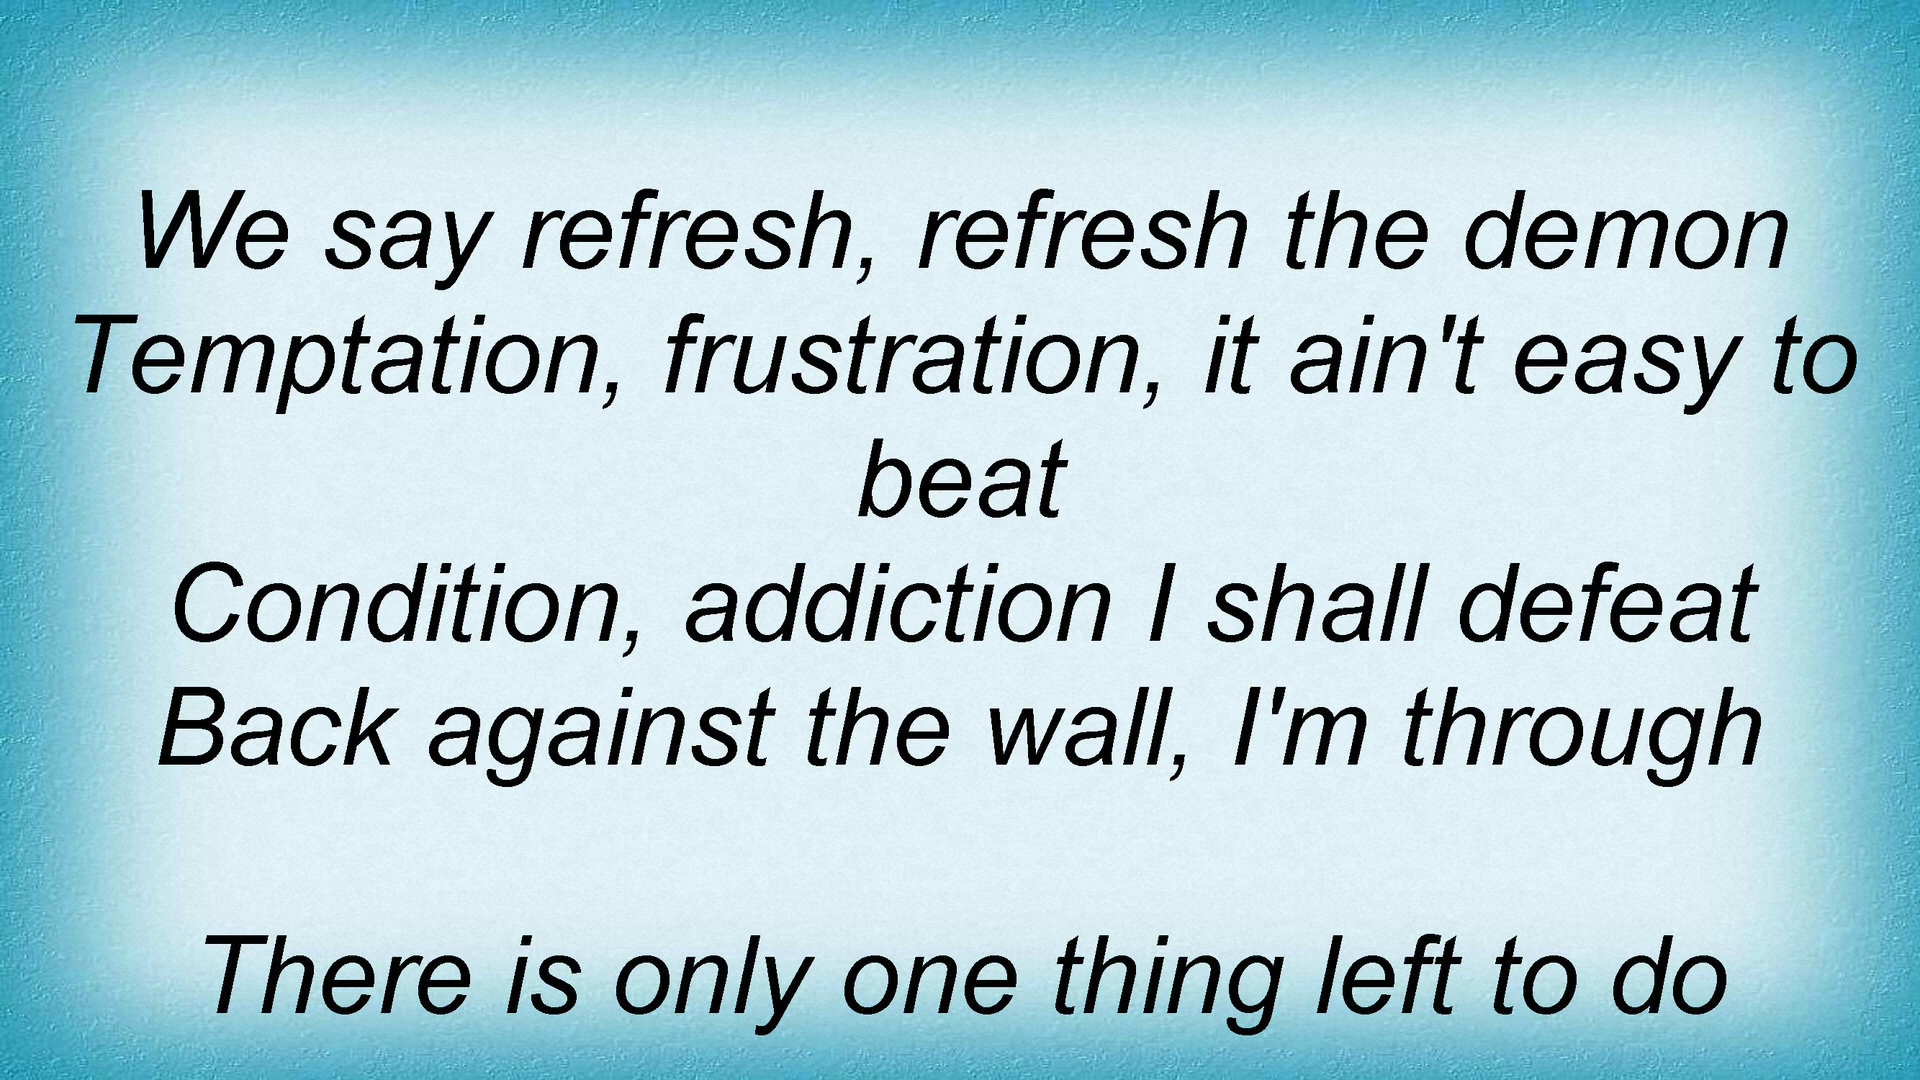 We say refresh, refresh the demon
Temptation, frustration, it ain't easy to
beat
Condition, addiction I shall defeat
Back against the wall, I'm through
There is only one thing left to do